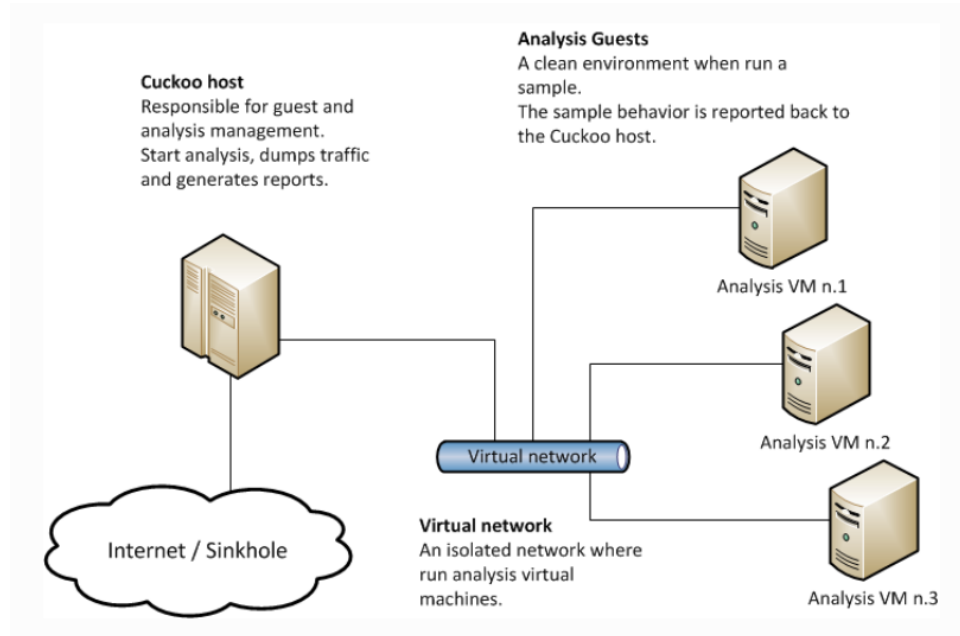 Cuckoo host
Responsible for guest and
analysis management.
Start analysis, dumps traffic
and generates reports.
Analysis Guests
A clean environment when run a
sample.
The sample behavior is reported back to
the Cuckoo host.
Analysis VM n.1
Analysis VM n.2
Virtual network
Analysis VM n.3
Internet / Sinkhole
Virtual network
An isolated network where
run analysis virtual
machines.